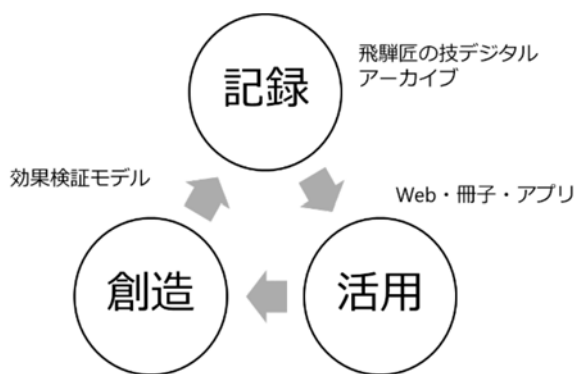 記録
飛騨匠の技デジタル
アーカイブ
効果検証モデル
Web・冊子・アプリ
創造
活用